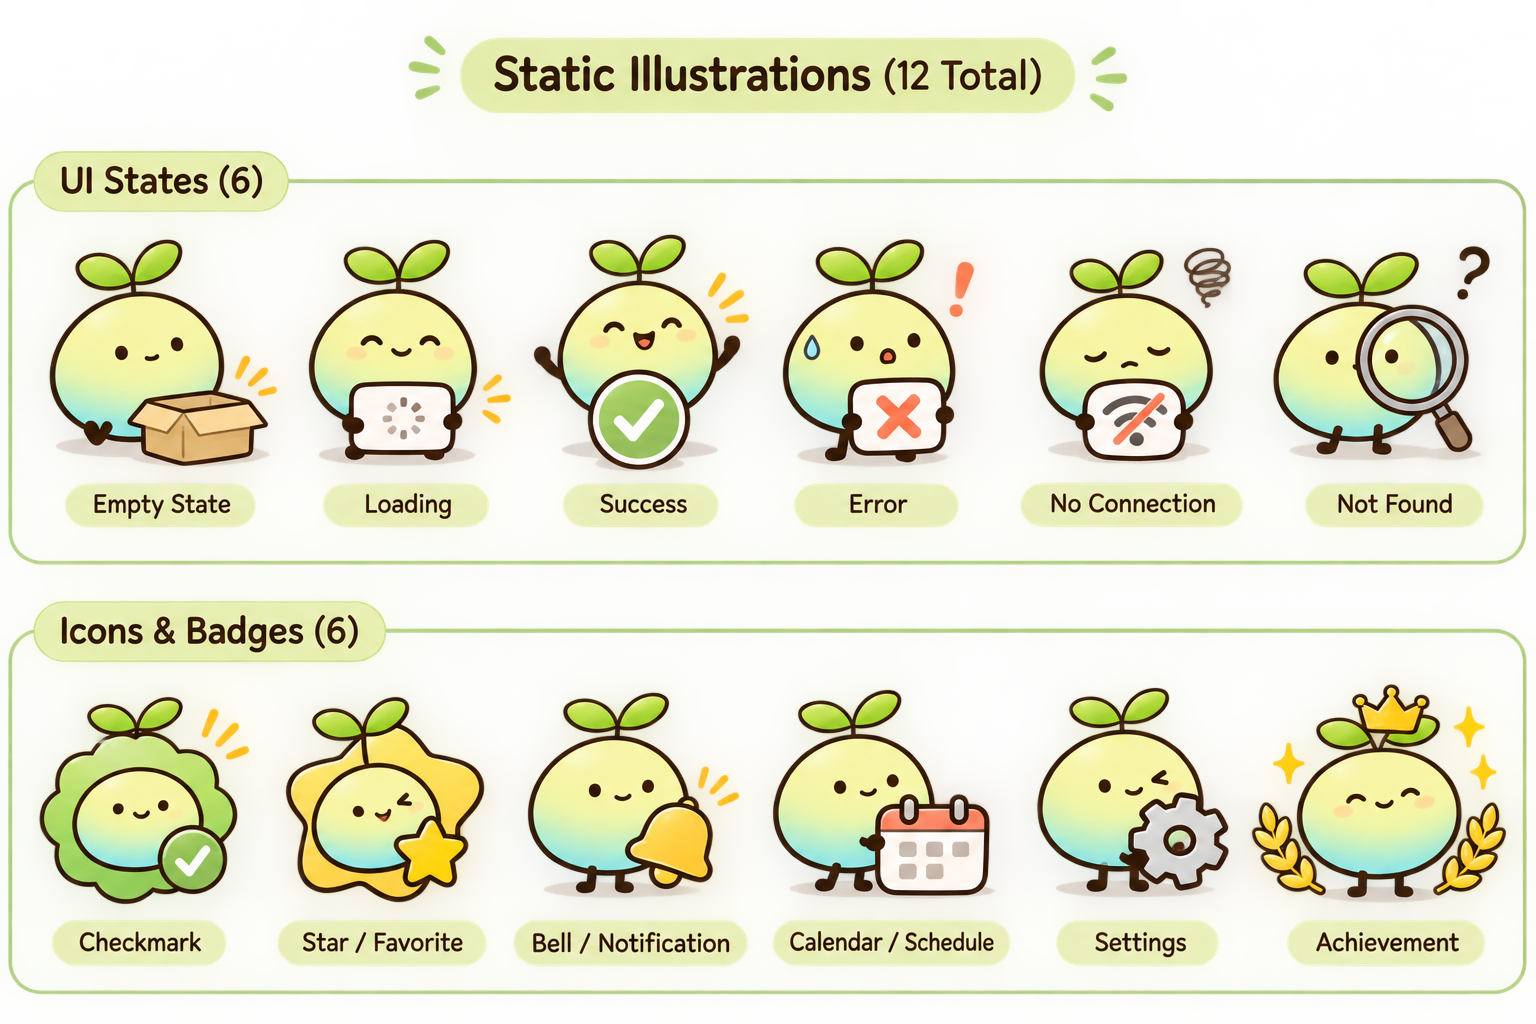 Static Illustrations (12 Total)
UI States (6)
?
Empty State
Loading
Success
Error
No Connection
Not Found
Icons & Badges (6)
Checkmark
Star / Favorite
Bell / Notification
Calendar / Schedule
Settings
Achievement